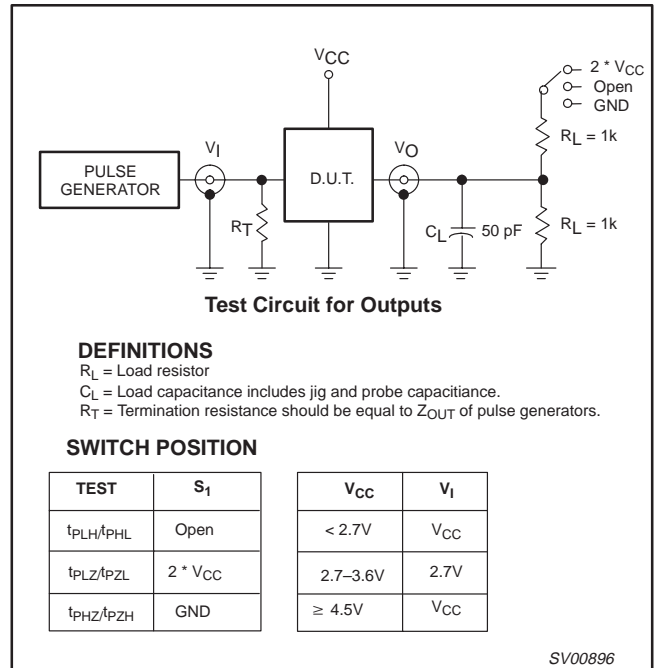 VCC
2 * VCC
Open
GND
RL = 1k
VI
VO
PULSE
GENERATOR
D.U.T.
RT
CL
50 pF
RL = 1k
Test Circuit for Outputs
DEFINITIONS
RL = Load resistor
CL = Load capacitance includes jig and probe capacitiance.
RT = Termination resistance should be equal to ZOUT of pulse generators.
SWITCH POSITION
TEST S1
tPLH/tPHL Open
tPLZ/tPZL 2 * VCC
tPHZ/tPZH GND
VCC VI
< 2.7V VCC
2.7–3.6V 2.7V
≥ 4.5V VCC
SV00896